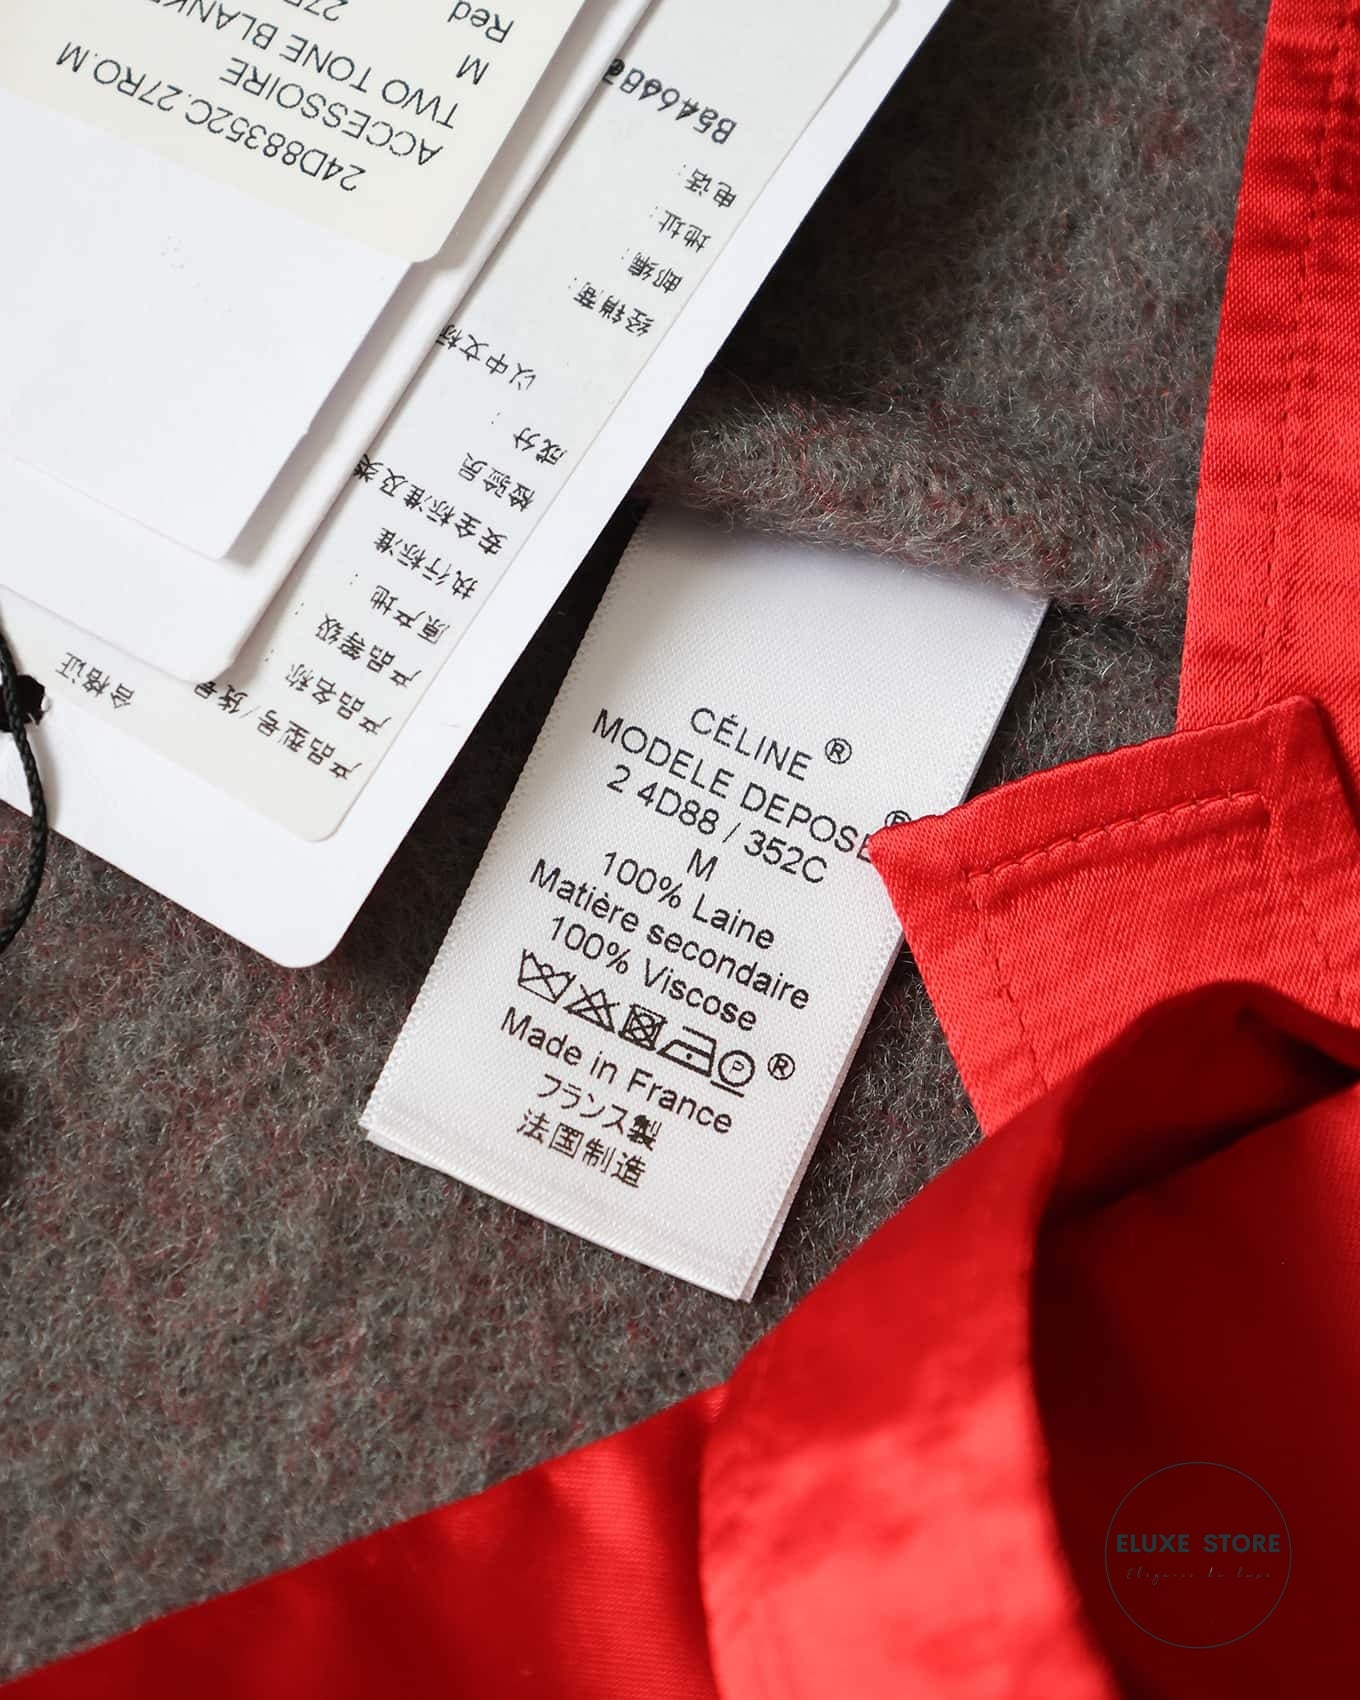 24D88352C.27RO.M
ACCESSOIRE
TWO TONE
M
Red
合格证
产品型号/货号
产品名称:
产品等级:
原产地:
执行标准
安全标准及类
检验员
成分:
以中文标
经销商:
邮编:
地址:
电话:
CÉLINE ®
MODELE DEPOSE ®
2 4D88 / 352C
M
100% Laine
Matière secondaire
100% Viscose
P ®
Made in France
フランス製
法国制造
ELUXE STORE